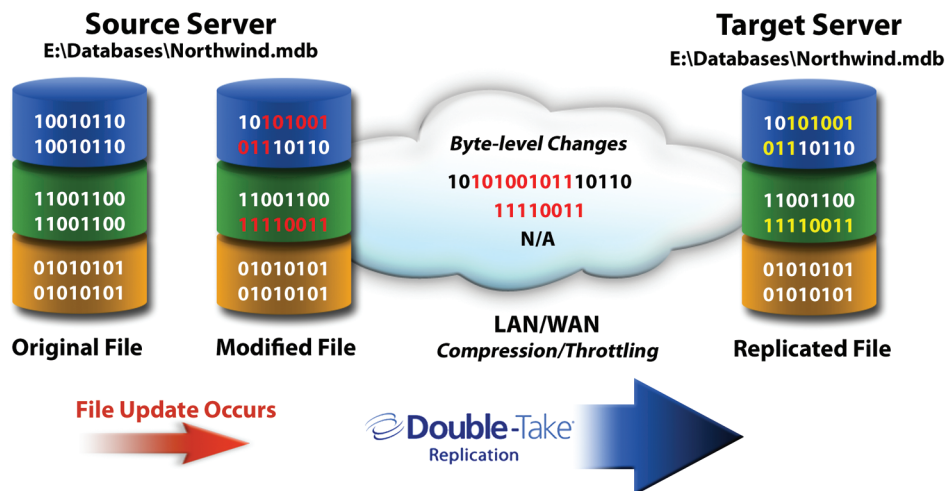 Source Server
E:\Databases\Northwind.mdb
Target Server
E:\Databases\Northwind.mdb
10010110
10010110
11001100
11001100
01010101
01010101
Original File
10101001
01110110
11001100
11110011
01010101
01010101
Modified File
Byte-level Changes
1010100101110110
11110011
N/A
LAN/WAN
Compression/Throttling
10101001
01110110
11001100
11110011
01010101
01010101
Replicated File
File Update Occurs
Double-Take
Replication